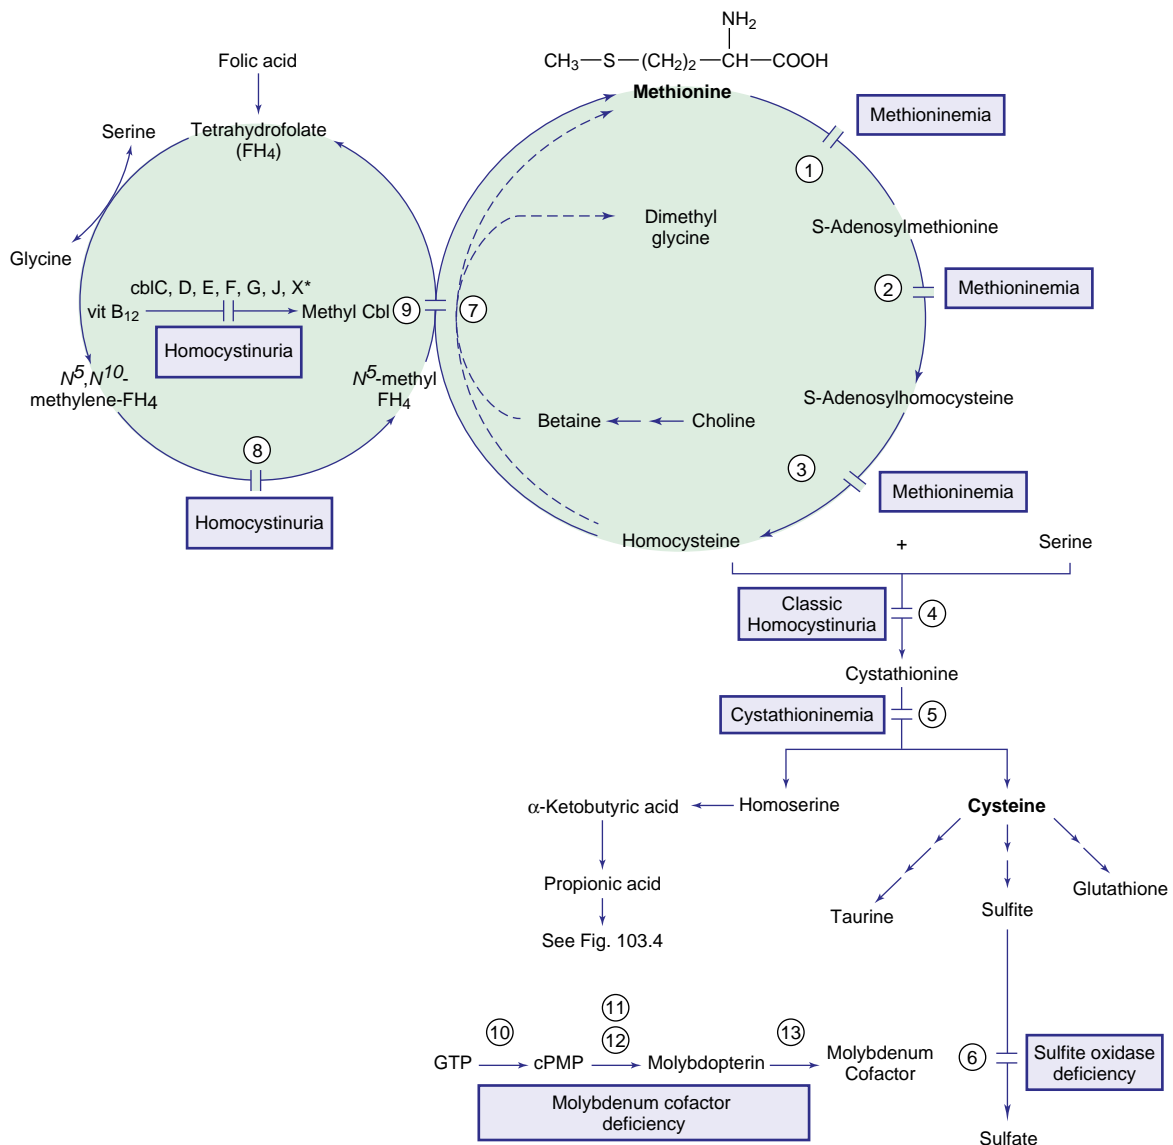 NH2
CH3—S—(CH2)2—CH—COOH
Methionine
Folic acid
Serine
Tetrahydrofolate
(FH4)
Glycine
cblC, D, E, F, G, J, X*
vit B12
Methyl Cbl
9
7
Homocystinuria
N5,N10-
methylene-FH4
N5-methyl
FH4
8
Homocystinuria
Methioninemia
1
Dimethyl
glycine
S-Adenosylmethionine
2
Methioninemia
Betaine
Choline
S-Adenosylhomocysteine
3
Methioninemia
Homocysteine
+
Serine
Classic
Homocystinuria
4
Cystathionine
Cystathioninemia
5
α-Ketobutyric acid
Homoserine
Cysteine
Propionic acid
See Fig. 103.4
Taurine
Sulfite
Glutathione
10
11
12
13
GTP
cPMP
Molybdopterin
Molybdenum
Cofactor
Molybdenum cofactor
deficiency
6
Sulfite oxidase
deficiency
Sulfate